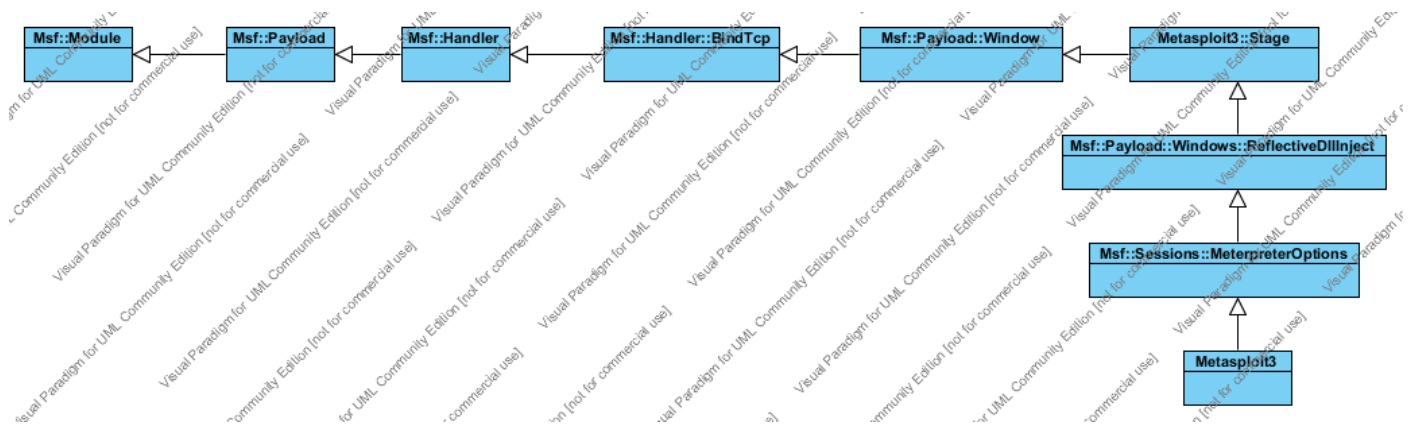 Msf::Module
Msf::Payload
Msf::Handler
Msf::Handler::BindTcp
Msf::Payload::Window
Metasploit3::Stage
Msf::Payload::Windows::ReflectiveDllInject
Msf::Sessions::MeterpreterOptions
Metasploit3
Visual Paradigm for UML Community Edition [not for commercial use]